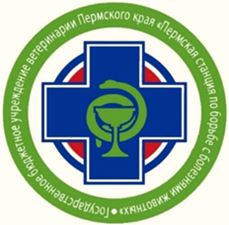 Государственное бюджетное учреждение ветеринарии Пермского края «Пермская станция по борьбе с болезнями животных»